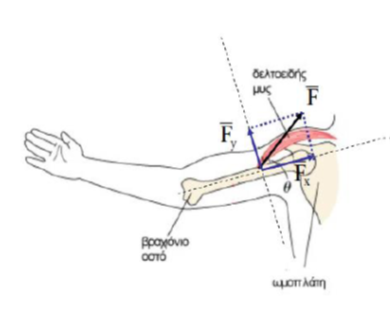 δελτοειδής
μυς
F̅
F̅y
F̅x
θ
βραχιόνιο
οστό
ωμοπλάτη